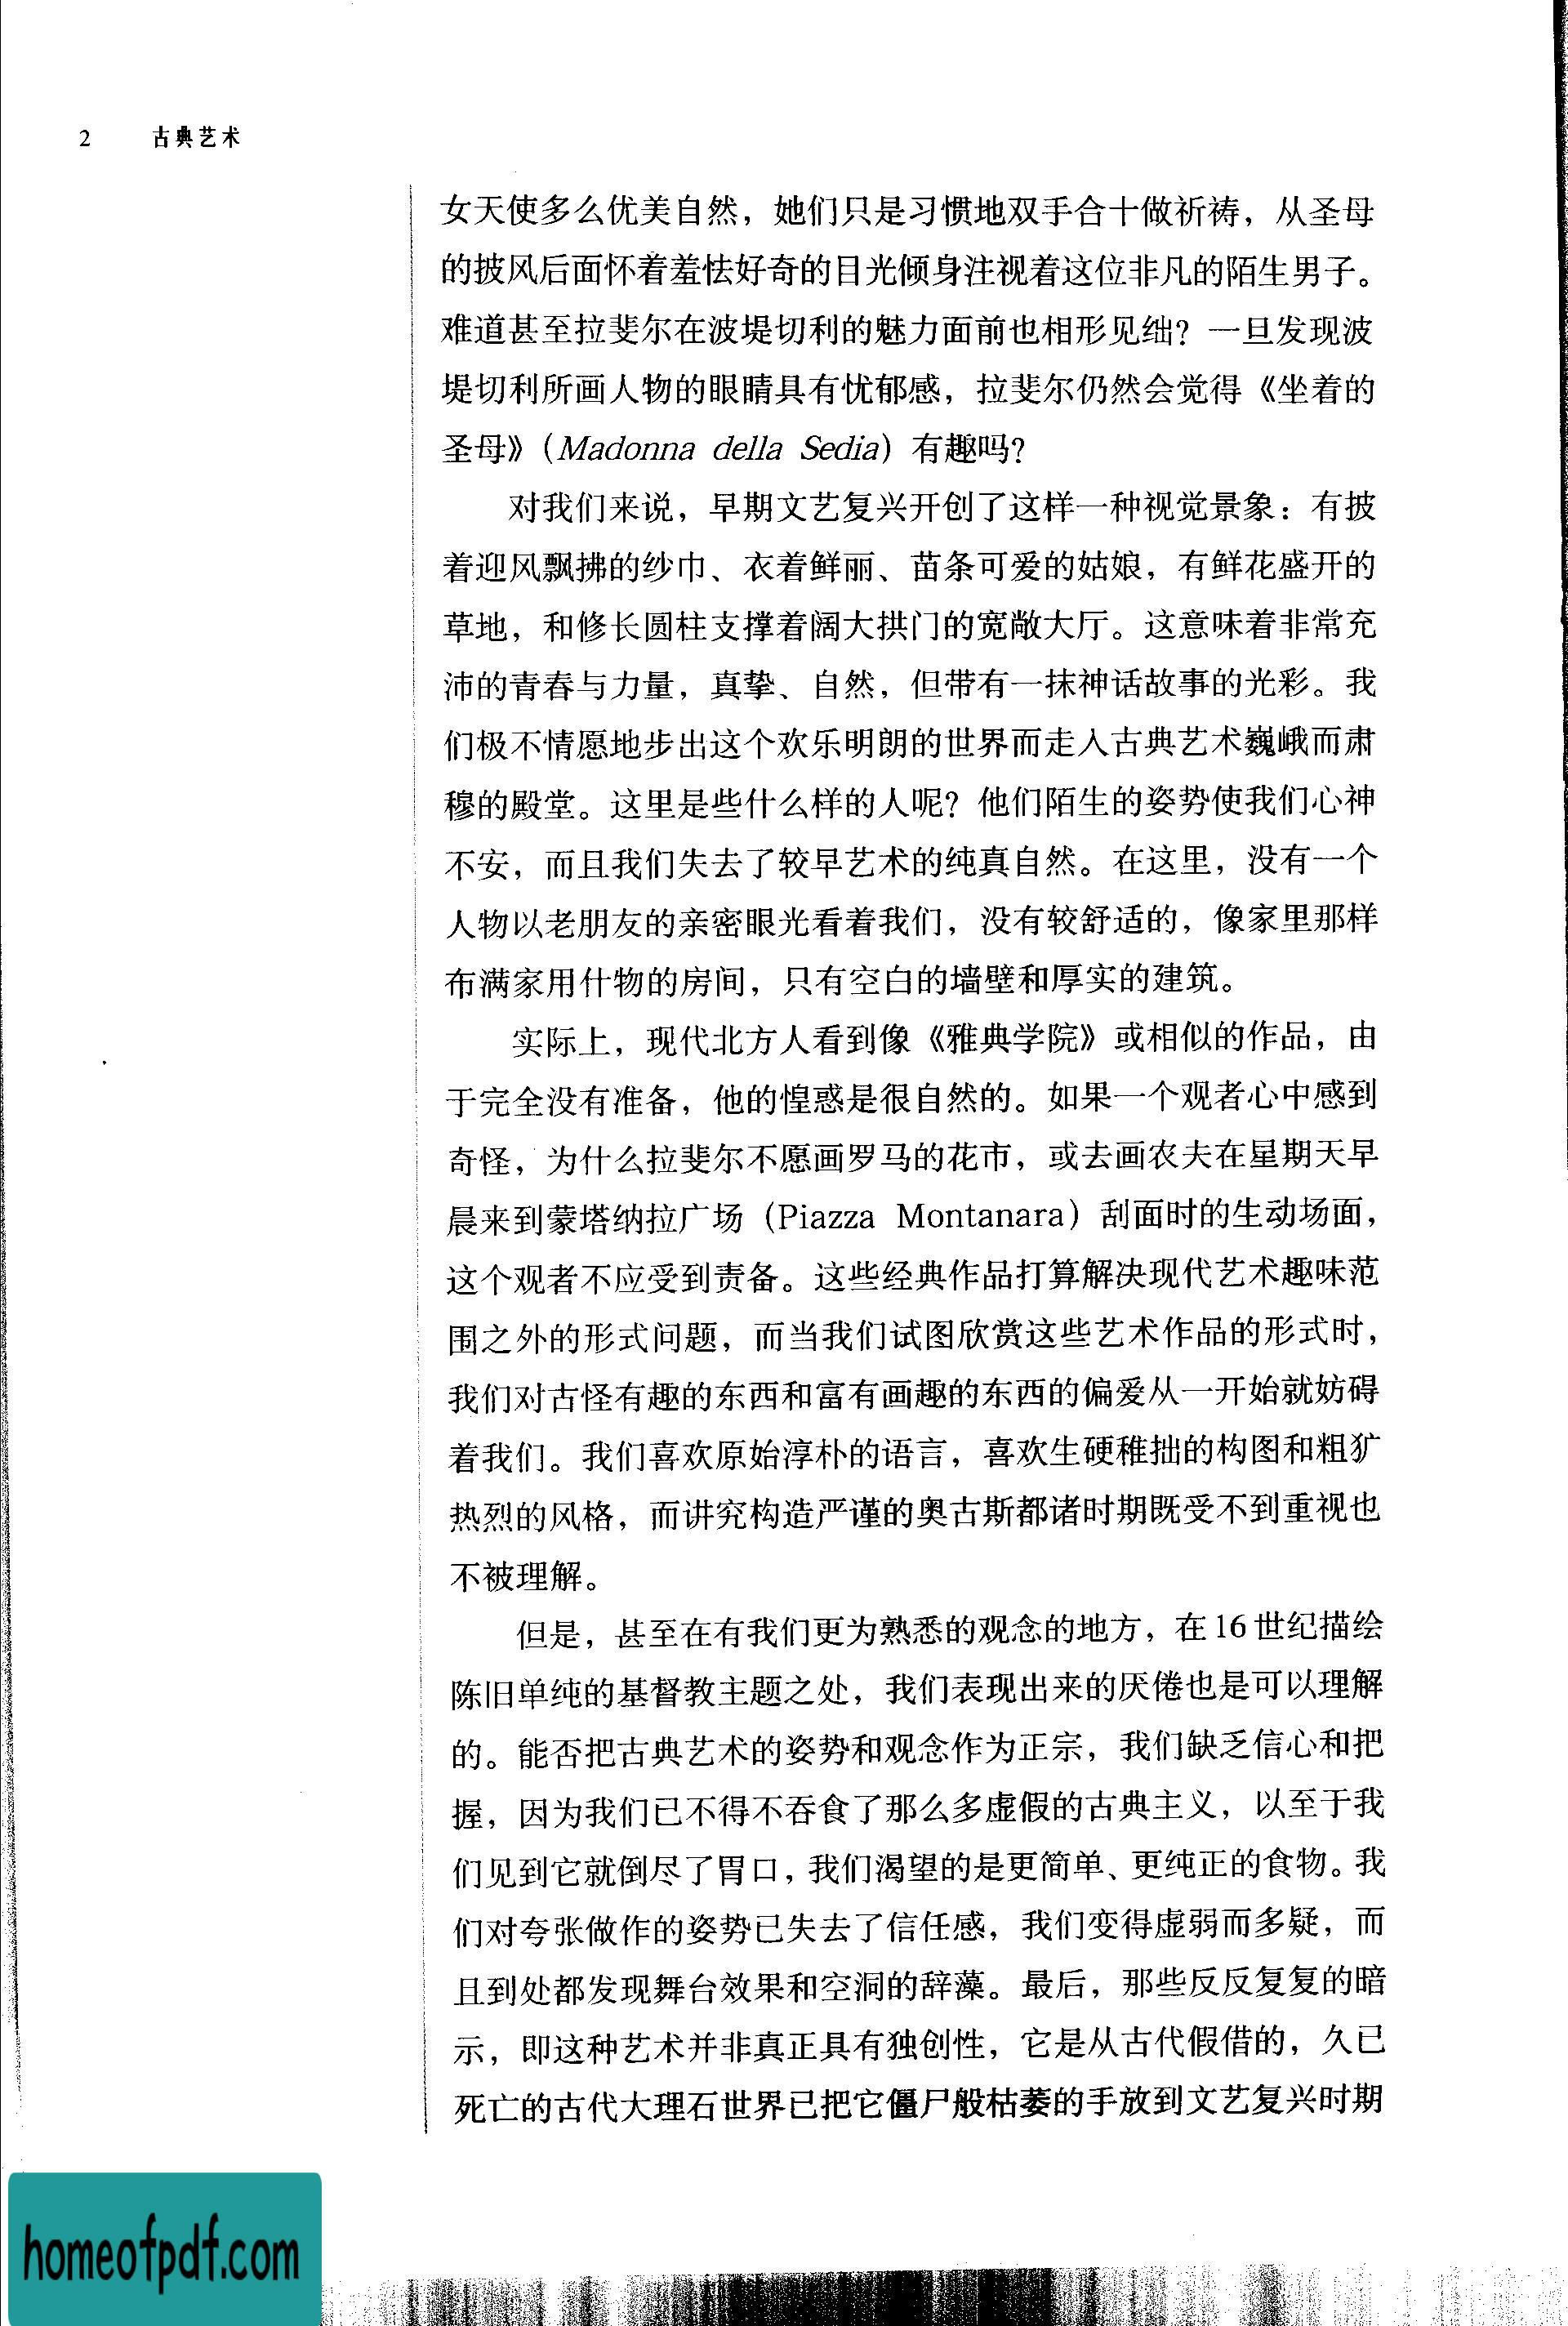 2 古典艺术
女天使多么优美自然，她们只是习惯地双手合十做祈祷，从圣母
的披风后面怀着羞怯好奇的目光倾身注视着这位非凡的陌生男子。
难道甚至拉斐尔在波堤切利的魅力面前也相形见绌？一旦发现波
堤切利所画人物的眼睛具有忧郁感，拉斐尔仍然会觉得《坐着的
圣母》（Madonna della Sedia）有趣吗？
对我们来说，早期文艺复兴开创了这样一种视觉景象：有披
着迎风飘拂的纱巾、衣着鲜丽、苗条可爱的姑娘，有鲜花盛开的
草地，和修长圆柱支撑着阔大拱门的宽敞大厅。这意味着非常充
沛的青春与力量，真挚、自然，但带有一抹神话故事的光彩。我
们极不情愿地步出这个欢乐明朗的世界而走入古典艺术巍峨而肃
穆的殿堂。这里是些什么样的人呢？他们陌生的姿势使我们心神
不安，而且我们失去了较早艺术的纯真自然。在这里，没有一个
人物以老朋友的亲密眼光看着我们，没有较舒适的，像家里那样
布满家用什物的房间，只有空白的墙壁和厚实的建筑。
实际上，现代北方人看到像《雅典学院》或相似的作品，由
于完全没有准备，他的惶惑是很自然的。如果一个观者心中感到
奇怪，为什么拉斐尔不愿画罗马的花市，或去画农夫在星期天早
晨来到蒙塔纳拉广场（Piazza Montanara）刮面时的生动场面，
这个观者不应受到责备。这些经典作品打算解决现代艺术趣味范
围之外的形式问题，而当我们试图欣赏这些艺术作品的形式时，
我们对古怪有趣的东西和富有画趣的东西的偏爱从一开始就妨碍
着我们。我们喜欢原始淳朴的语言，喜欢生硬稚拙的构图和粗犷
热烈的风格，而讲究构造严谨的奥古斯都诸时期既受不到重视也
不被理解。
但是，甚至在有我们更为熟悉的观念的地方，在16世纪描绘
陈旧单纯的基督教主题之处，我们表现出来的厌倦也是可以理解
的。能否把古典艺术的姿势和观念作为正宗，我们缺乏信心和把
握，因为我们已不得不吞食了那么多虚假的古典主义，以至于我
们见到它就倒尽了胃口，我们渴望的是更简单、更纯正的食物。我
们对夸张做作的姿势已失去了信任感，我们变得虚弱而多疑，而
且到处都发现舞台效果和空洞的辞藻。最后，那些反反复复的暗
示，即这种艺术并非真正具有独创性，它是从古代假借的，久已
死亡的古代大理石世界已把它僵尸般枯萎的手放到文艺复兴时期
homeofpdf.com